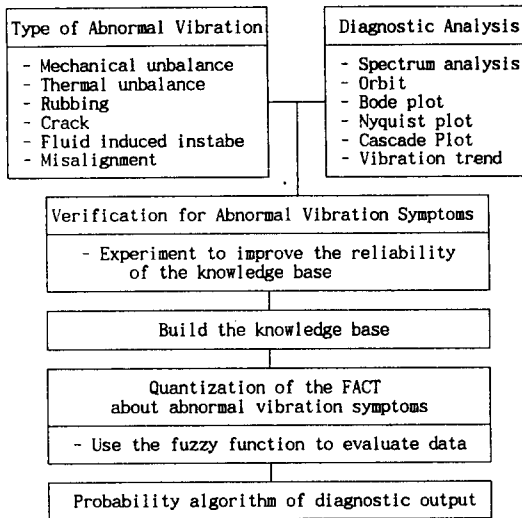 Type of Abnormal Vibration
- Mechanical unbalance
- Thermal unbalance
- Rubbing
- Crack
- Fluid induced instabe
- Misalignment
Diagnostic Analysis
- Spectrum analysis
- Orbit
- Bode plot
- Nyquist plot
- Cascade Plot
- Vibration trend
Verification for Abnormal Vibration Symptoms
- Experiment to improve the reliability
of the knowledge base
Build the knowledge base
Quantization of the FACT
about abnormal vibration symptoms
- Use the fuzzy function to evaluate data
Probability algorithm of diagnostic output